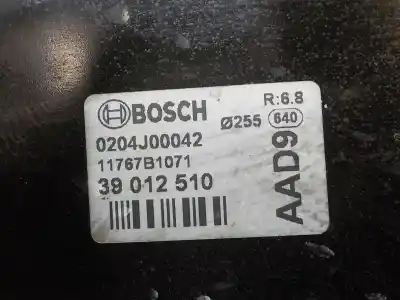 BOSCH
R:6.8
Ø255 640
0204J00042
11767B1071
39 012 510
AAD9